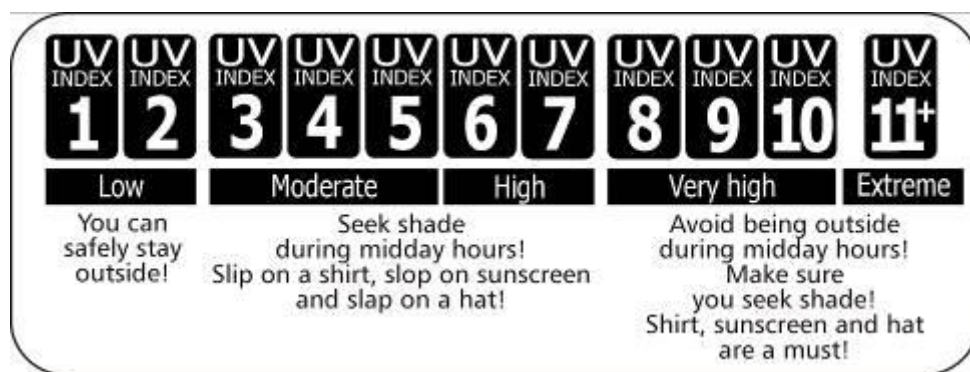 UV INDEX 1
UV INDEX 2
UV INDEX 3
UV INDEX 4
UV INDEX 5
UV INDEX 6
UV INDEX 7
UV INDEX 8
UV INDEX 9
UV INDEX 10
UV INDEX 11+
Low
Moderate
High
Very high
Extreme
You can
safely stay
outside!
Seek shade
during midday hours!
Slip on a shirt, slop on sunscreen
and slap on a hat!
Avoid being outside
during midday hours!
Make sure
you seek shade!
Shirt, sunscreen and hat
are a must!